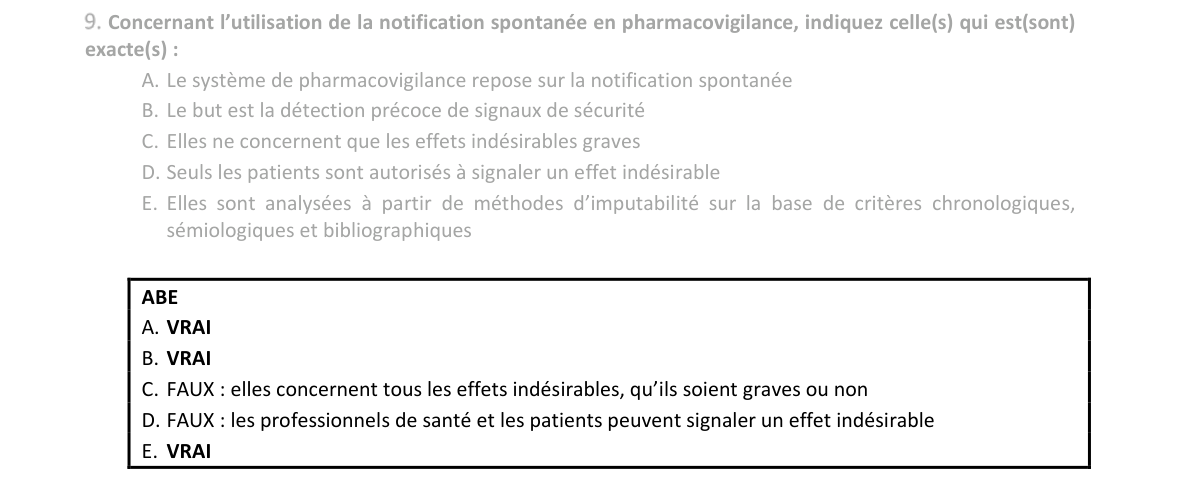 9. Concernant l’utilisation de la notification spontanée en pharmacovigilance, indiquez celle(s) qui est(sont)
exacte(s) :
A. Le système de pharmacovigilance repose sur la notification spontanée
B. Le but est la détection précoce de signaux de sécurité
C. Elles ne concernent que les effets indésirables graves
D. Seuls les patients sont autorisés à signaler un effet indésirable
E. Elles sont analysées à partir de méthodes d’imputabilité sur la base de critères chronologiques,
sémiologiques et bibliographiques
ABE
A. VRAI
B. VRAI
C. FAUX : elles concernent tous les effets indésirables, qu’ils soient graves ou non
D. FAUX : les professionnels de santé et les patients peuvent signaler un effet indésirable
E. VRAI